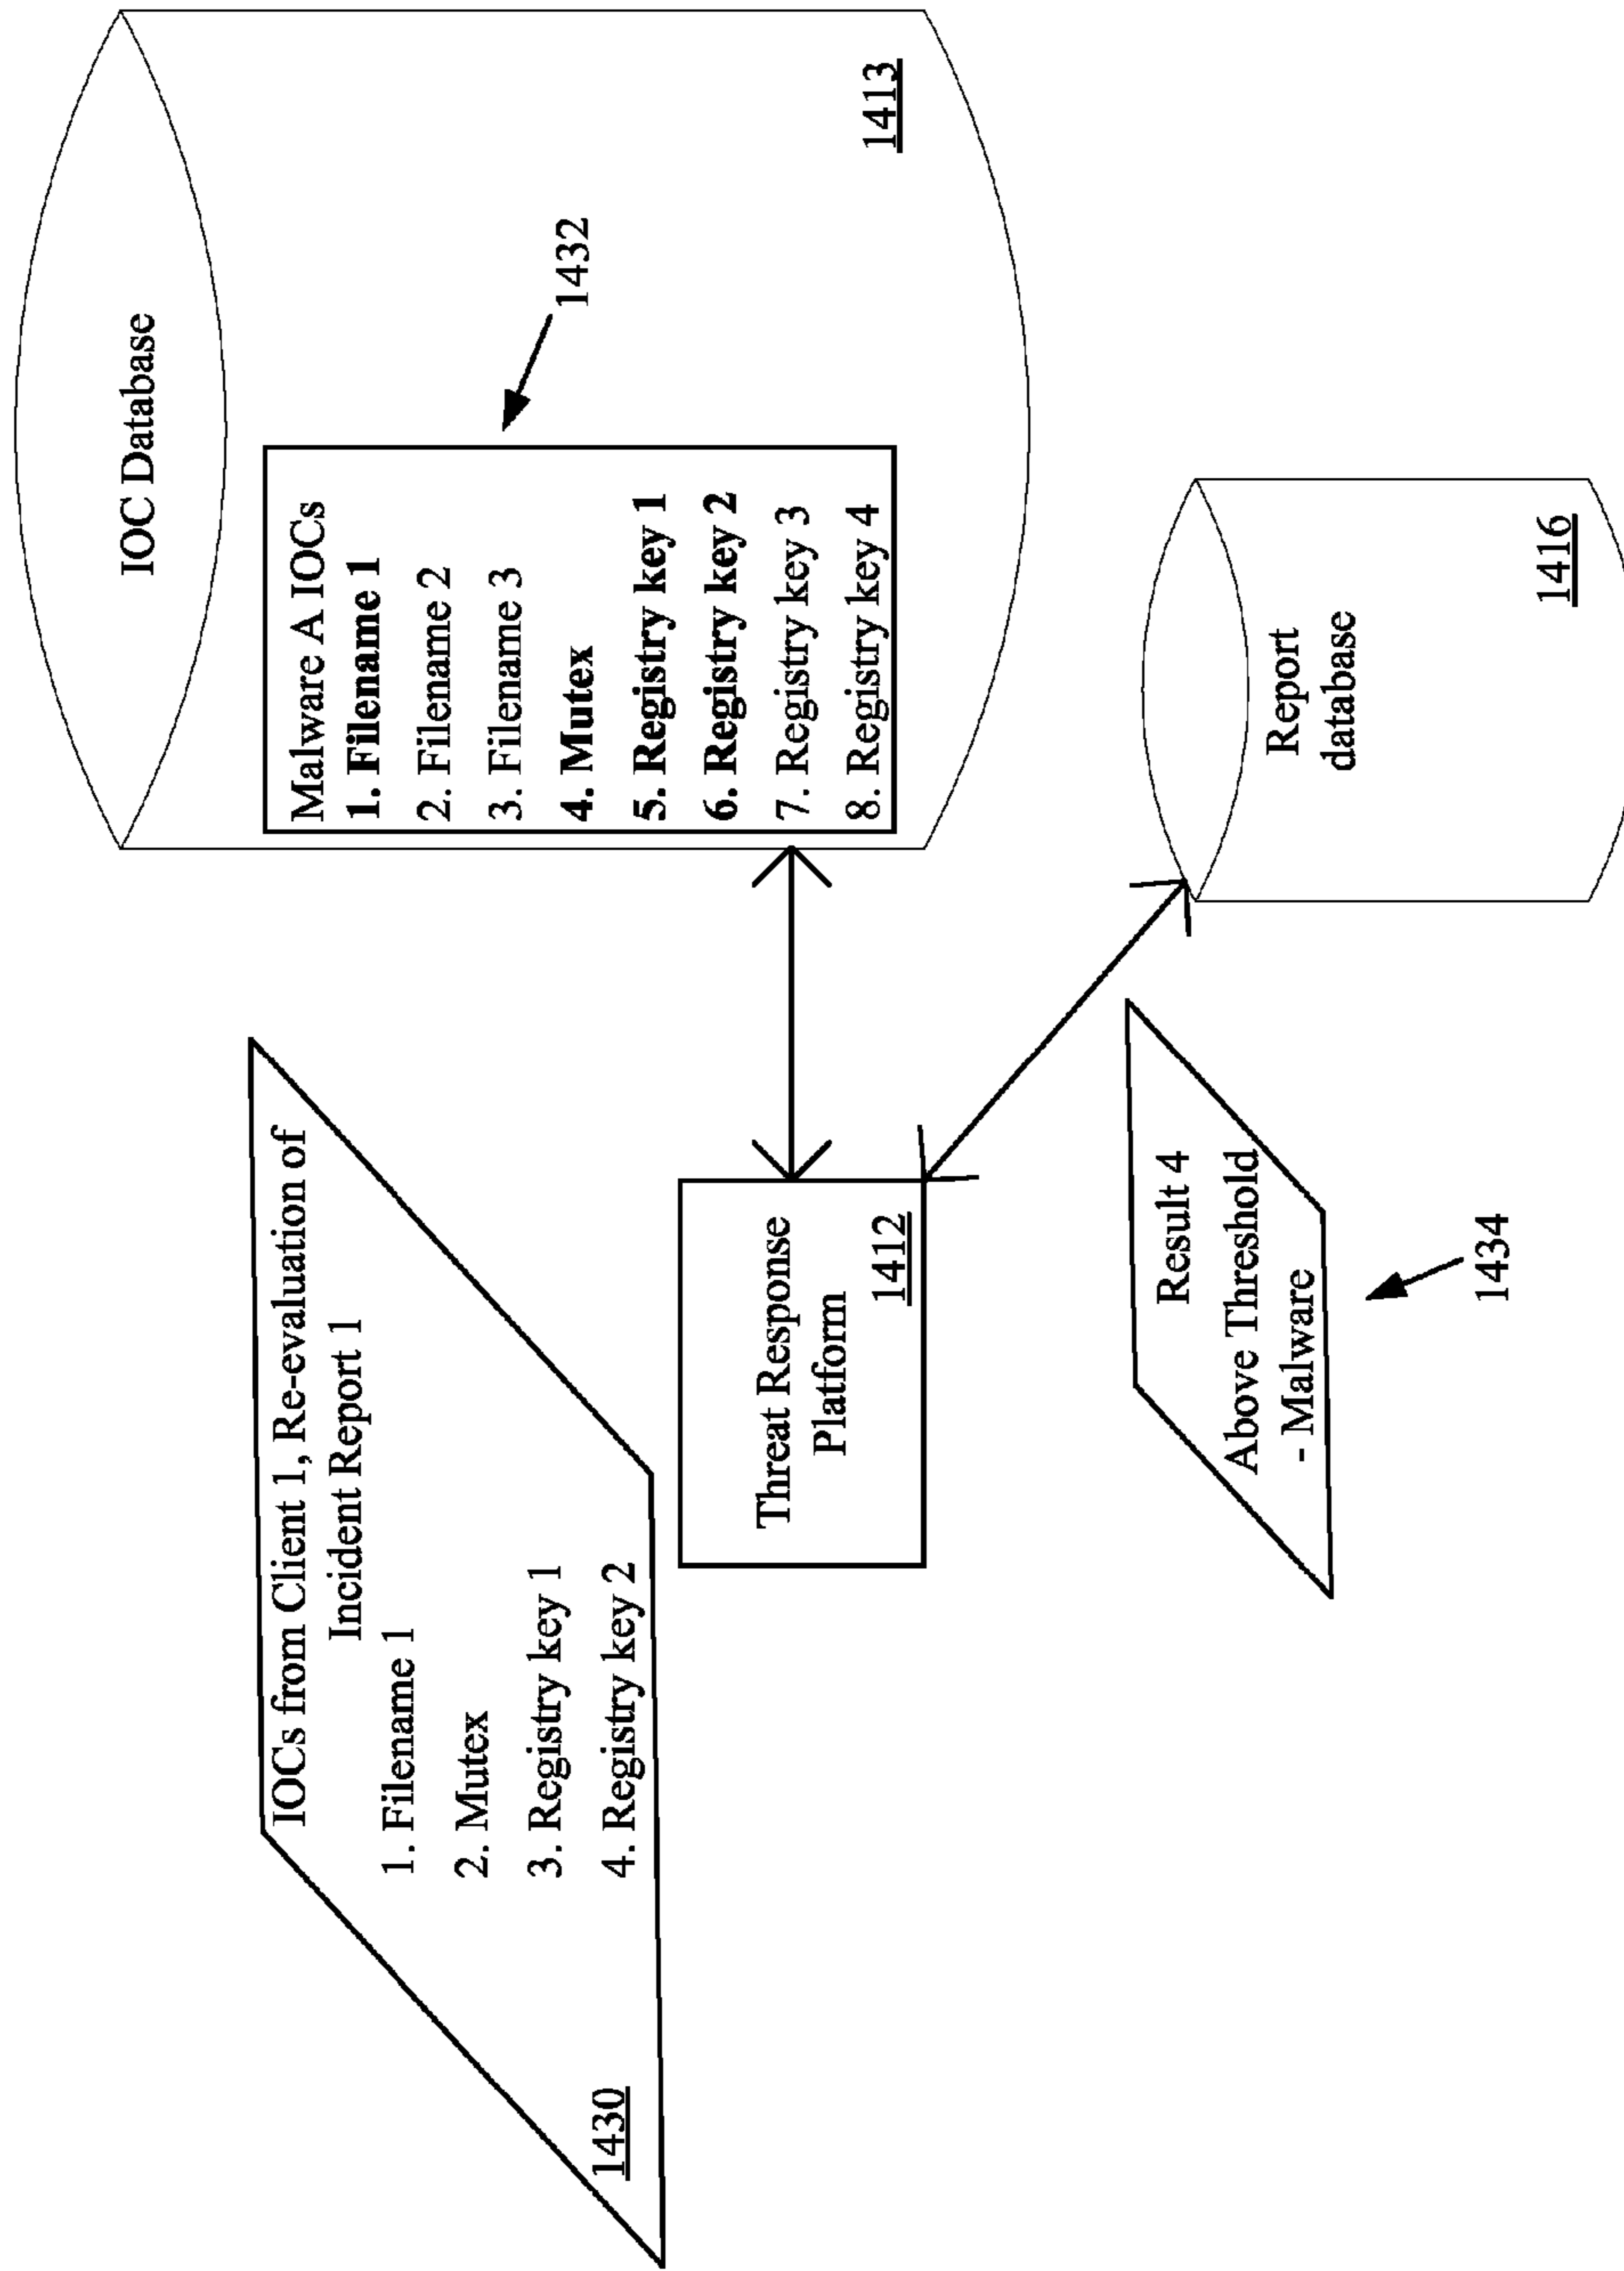 IOCs from Client 1, Re-evaluation of
Incident Report 1
1. Filename 1
2. Mutex
3. Registry key 1
4. Registry key 2
1430
Threat Response
Platform
1412
IOC Database
Malware A IOCs
1. Filename 1
2. Filename 3
3. Filename 3
4. Mutex
5. Registry key 1
6. Registry key 2
7. Registry key 3
8. Registry key 4
1432
1413
Result 4
Above Threshold
- Malware
1434
Report
database
1416